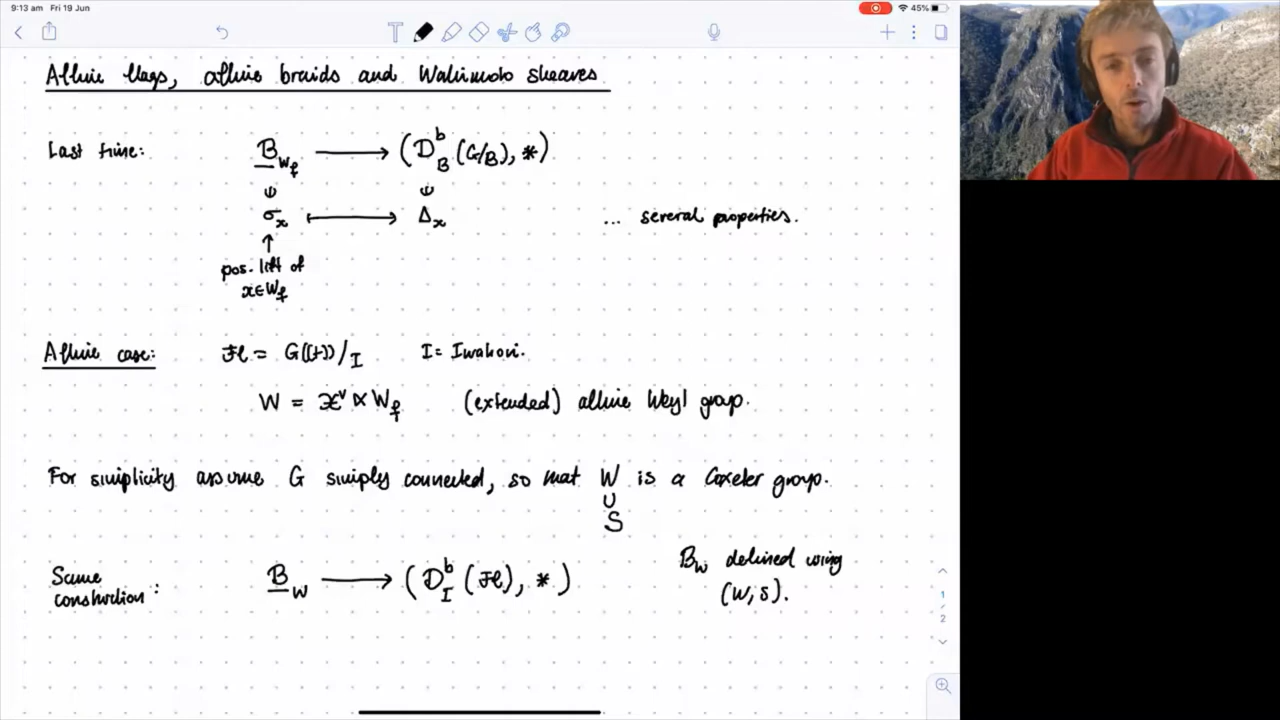 9:13 am Fri 19 Jun
45%
Affine flags, affine braids and Wakimoto sheaves
Last time: B_{W_f} ⟶ (D^b_B (G/B), *)
σ_x ⟼ Δ_x ... several properties.
↑
pos. lift of
x∈W_f
Affine case: Fl = G((t))/I I = Iwahori.
W = 𝔛^∨ ⋊ W_f (extended) affine Weyl group.
For simplicity assume G simply connected, so that W is a Coxeter group.
∪
S
Same construction: B_W ⟶ (D^b_I (Fl), *) B_W defined using
(W, S).
1
/
2